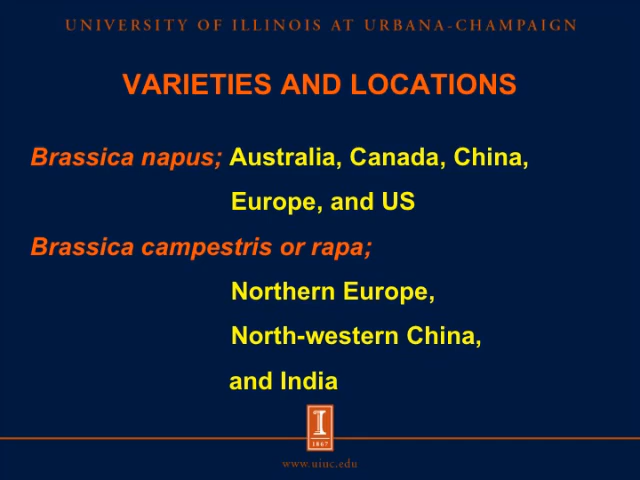 UNIVERSITY OF ILLINOIS AT URBANA-CHAMPAIGN
VARIETIES AND LOCATIONS
Brassica napus; Australia, Canada, China,
Europe, and US
Brassica campestris or rapa;
Northern Europe,
North-western China,
and India
I
1867
www.uiuc.edu